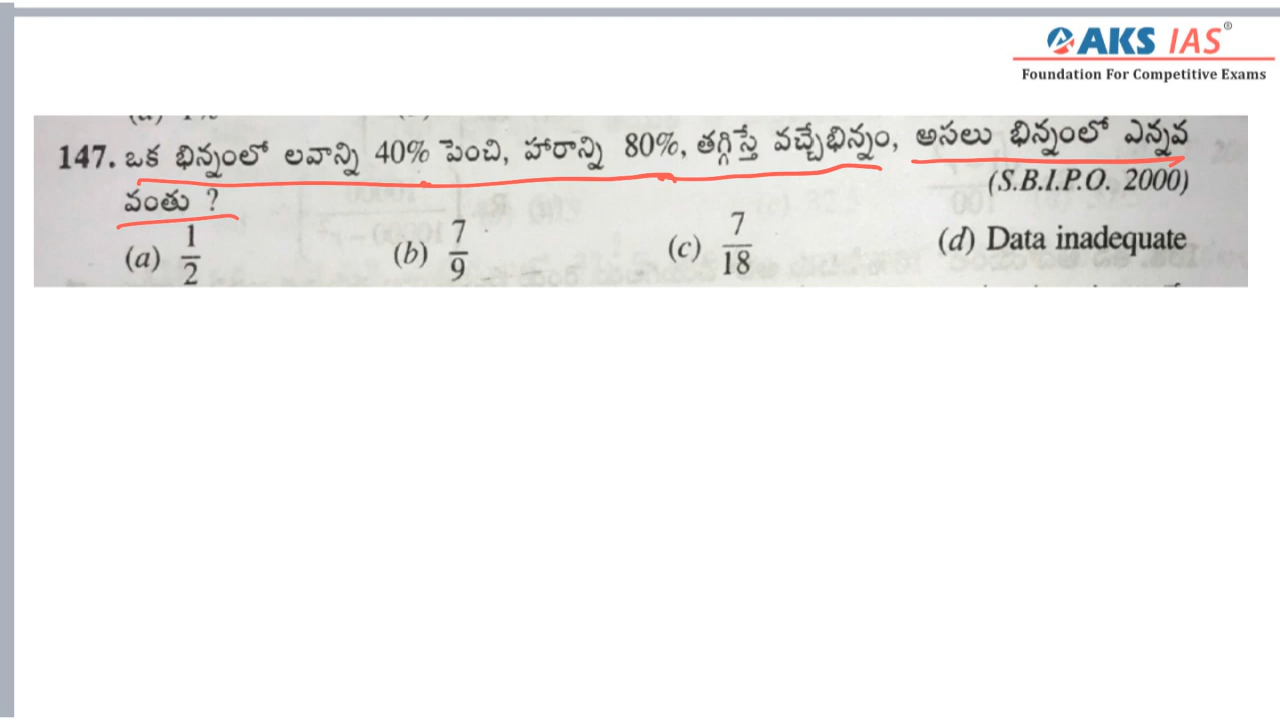 AKS IAS®
Foundation For Competitive Exams
147. ఒక భిన్నంలో లవాన్ని 40% పెంచి, హారాన్ని 80%, తగ్గిస్తే వచ్చేభిన్నం, అసలు భిన్నంలో ఎన్నవ
వంతు ?
(S.B.I.P.O. 2000)
(a) 1/2 (b) 7/9 (c) 7/18 (d) Data inadequate